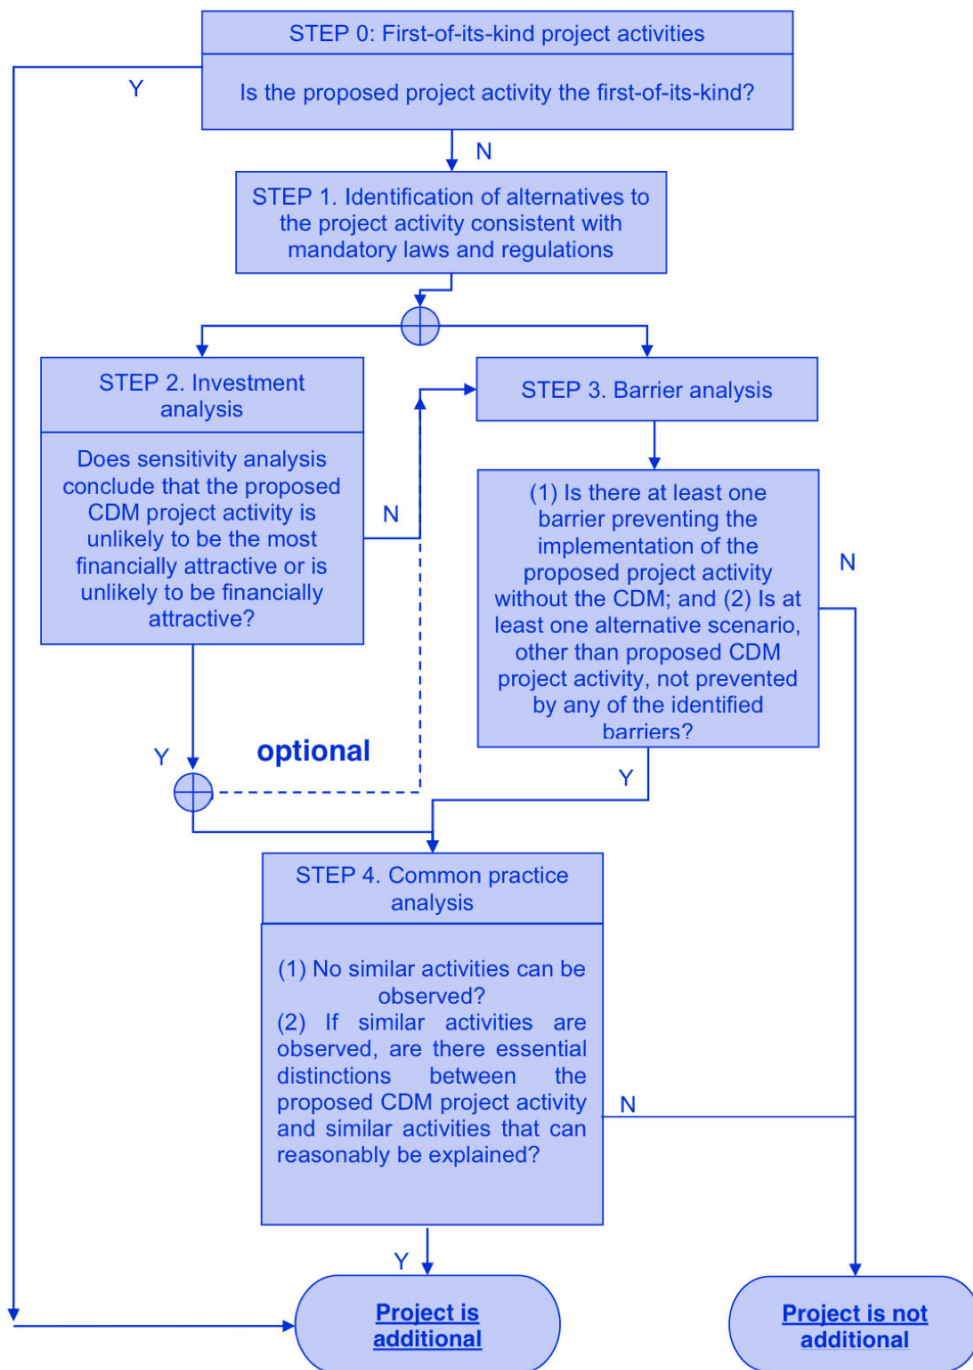 STEP 0: First-of-its-kind project activities
Y
Is the proposed project activity the first-of-its-kind?
N
STEP 1. Identification of alternatives to
the project activity consistent with
mandatory laws and regulations
STEP 2. Investment
analysis
Does sensitivity analysis
conclude that the proposed
CDM project activity is
unlikely to be the most
financially attractive or is
unlikely to be financially
attractive?
N
STEP 3. Barrier analysis
(1) Is there at least one
barrier preventing the
implementation of the
proposed project activity
without the CDM; and (2) Is at
least one alternative scenario,
other than proposed CDM
project activity, not prevented
by any of the identified
barriers?
N
Y
optional
Y
STEP 4. Common practice
analysis
(1) No similar activities can be
observed?
(2) If similar activities are
observed, are there essential
distinctions between the
proposed CDM project activity
and similar activities that can
reasonably be explained?
N
Y
Project is
additional
Project is not
additional